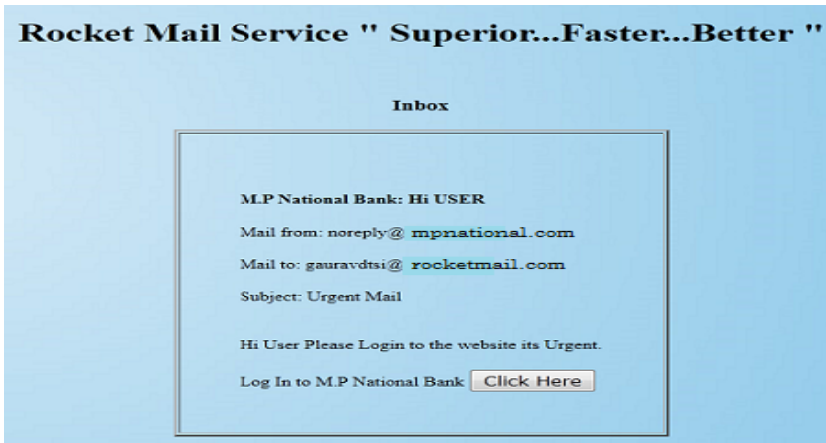 Rocket Mail Service " Superior...Faster...Better "
Inbox
M.P National Bank: Hi USER
Mail from: noreply@ mpnational.com
Mail to: gauravdtsi@ rocketmail.com
Subject: Urgent Mail
Hi User Please Login to the website its Urgent.
Log In to M.P National Bank Click Here